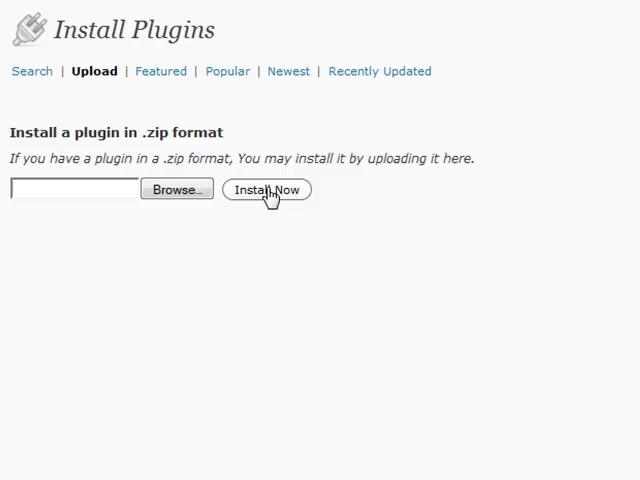 Install Plugins
Search | Upload | Featured | Popular | Newest | Recently Updated
Install a plugin in .zip format
If you have a plugin in a .zip format, You may install it by uploading it here.
Browse... Install Now